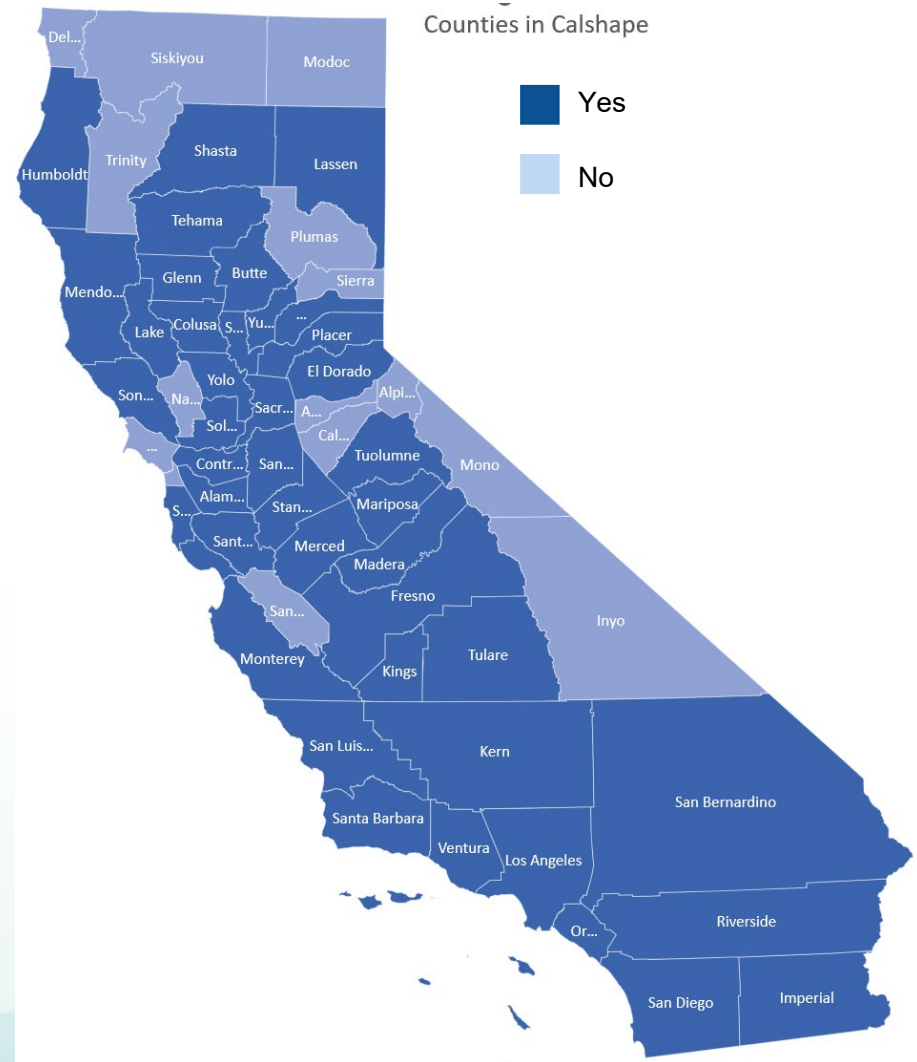 Counties in Calshape
Yes
No
Del...
Siskiyou
Modoc
Humboldt
Trinity
Shasta
Lassen
Tehama
Plumas
Glenn
Butte
Sierra
Mendo...
Lake
Colusa
S...
Yu...
...
Placer
El Dorado
Son...
Na...
Yolo
Sol...
Sacr...
A...
Alpi...
Cal...
...
Contr...
San...
Tuolumne
Mono
Alam...
S...
Stan...
Mariposa
Sant...
Merced
Madera
Fresno
San...
Inyo
Monterey
Kings
Tulare
San Luis...
Kern
San Bernardino
Santa Barbara
Ventura
Los Angeles
Or...
Riverside
San Diego
Imperial